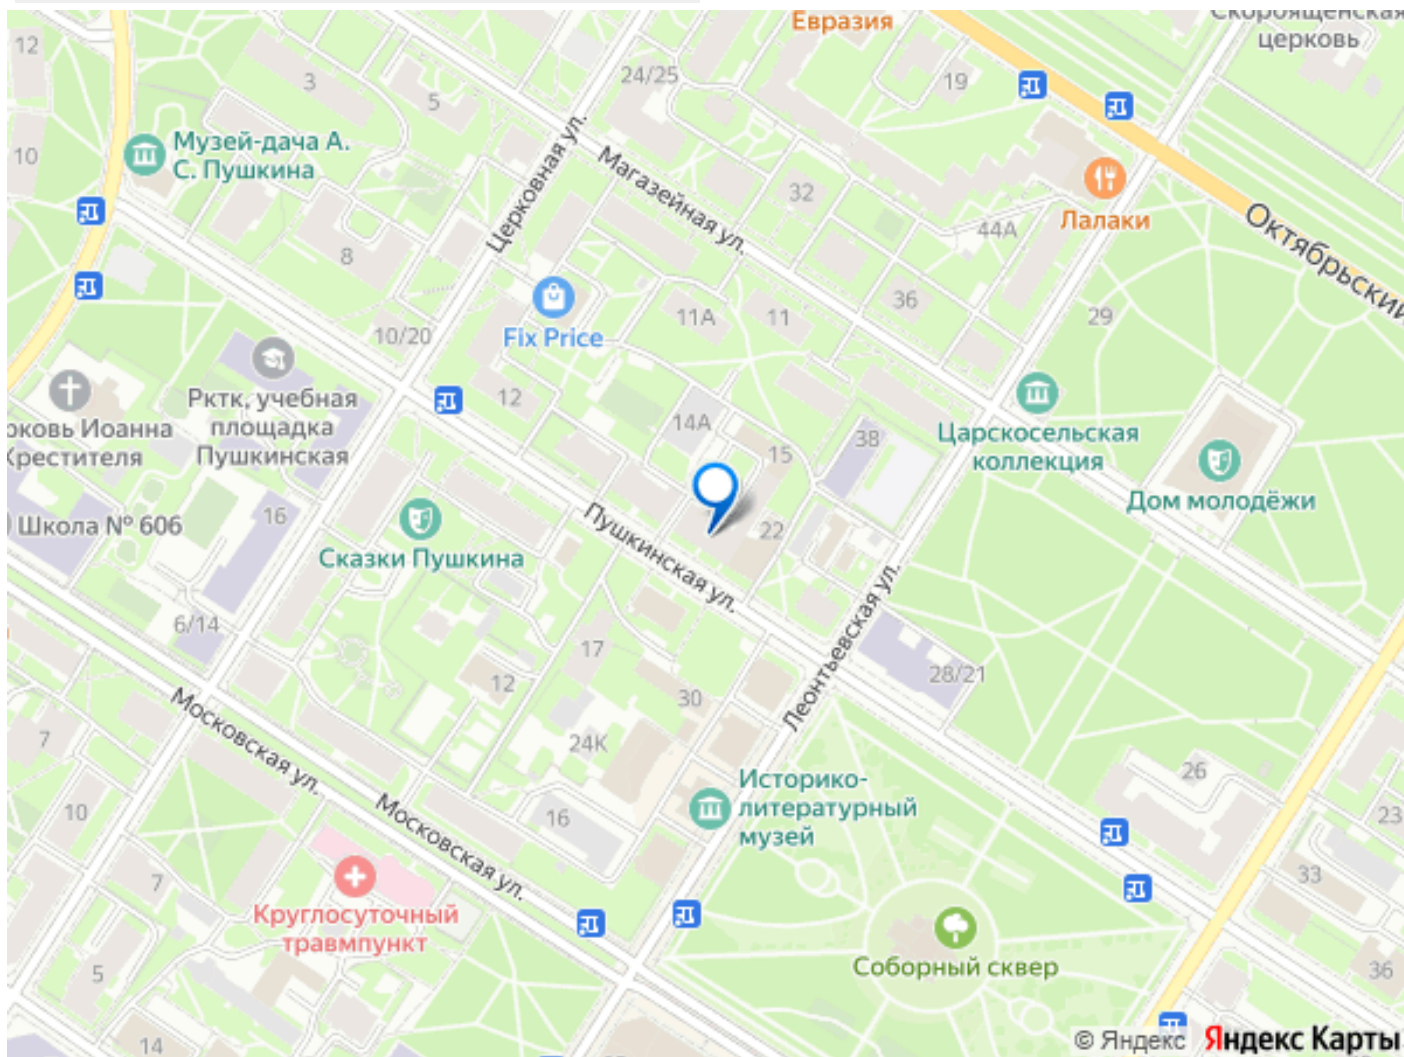 Евразия
Скорбященская
церковь
12
3
5
24/25
19
10
Музей-дача А.
С. Пушкина
Церковная ул.
Магазейная ул.
32
Лалаки
44А
Октябрьский
8
36
29
11А
11
Fix Price
10/20
Рктк, учебная
площадка
Пушкинская
12
14А
15
38
Царскосельская
коллекция
Дом молодёжи
рковь Иоанна
Крестителя
Школа № 606
16
Сказки Пушкина
Пушкинская ул.
22
Леонтьевская ул.
6/14
17
12
30
28/21
24К
Московская ул.
7
10
Московская ул.
16
Историко-
литературный
музей
26
23
33
7
Круглосуточный
травмпункт
5
Соборный сквер
36
14
© Яндекс Яндекс Карты